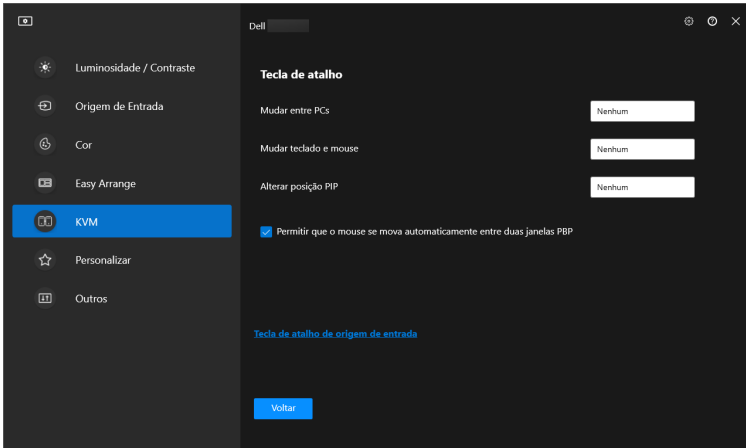 Dell
Luminosidade / Contraste
Origem de Entrada
Cor
Easy Arrange
KVM
Personalizar
Outros
Tecla de atalho
Mudar entre PCs
Nenhum
Mudar teclado e mouse
Nenhum
Alterar posição PIP
Nenhum
Permitir que o mouse se mova automaticamente entre duas janelas PBP
Tecla de atalho de origem de entrada
Voltar